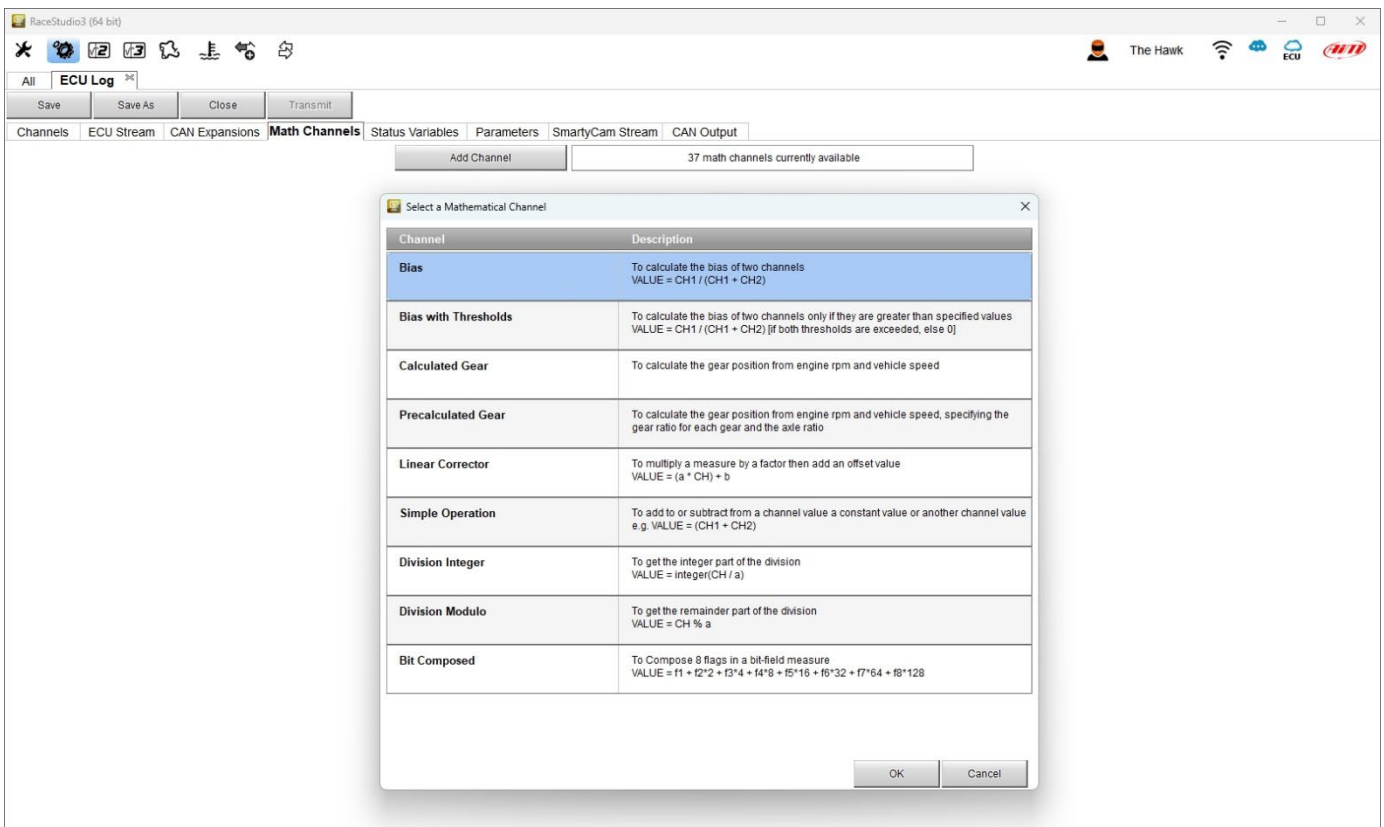 RaceStudio3 (64 bit)
The Hawk
ECU
AIM
All
ECU Log
Save
Save As
Close
Transmit
Channels
ECU Stream
CAN Expansions
Math Channels
Status Variables
Parameters
SmartyCam Stream
CAN Output
Add Channel
37 math channels currently available
Select a Mathematical Channel
Channel
Description
Bias
To calculate the bias of two channels
VALUE = CH1 / (CH1 + CH2)
Bias with Thresholds
To calculate the bias of two channels only if they are greater than specified values
VALUE = CH1 / (CH1 + CH2) [if both thresholds are exceeded, else 0]
Calculated Gear
To calculate the gear position from engine rpm and vehicle speed
Precalculated Gear
To calculate the gear position from engine rpm and vehicle speed, specifying the
gear ratio for each gear and the axle ratio
Linear Corrector
To multiply a measure by a factor then add an offset value
VALUE = (a * CH) + b
Simple Operation
To add to or subtract from a channel value a constant value or another channel value
e.g. VALUE = (CH1 + CH2)
Division Integer
To get the integer part of the division
VALUE = integer(CH / a)
Division Modulo
To get the remainder part of the division
VALUE = CH % a
Bit Composed
To Compose 8 flags in a bit-field measure
VALUE = f1 + f2*2 + f3*4 + f4*8 + f5*16 + f6*32 + f7*64 + f8*128
OK
Cancel